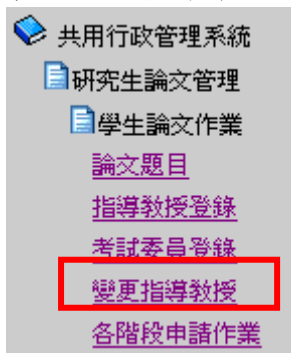 共用行政管理系統
研究生論文管理
學生論文作業
論文題目
指導教授登錄
考試委員登錄
變更指導教授
各階段申請作業